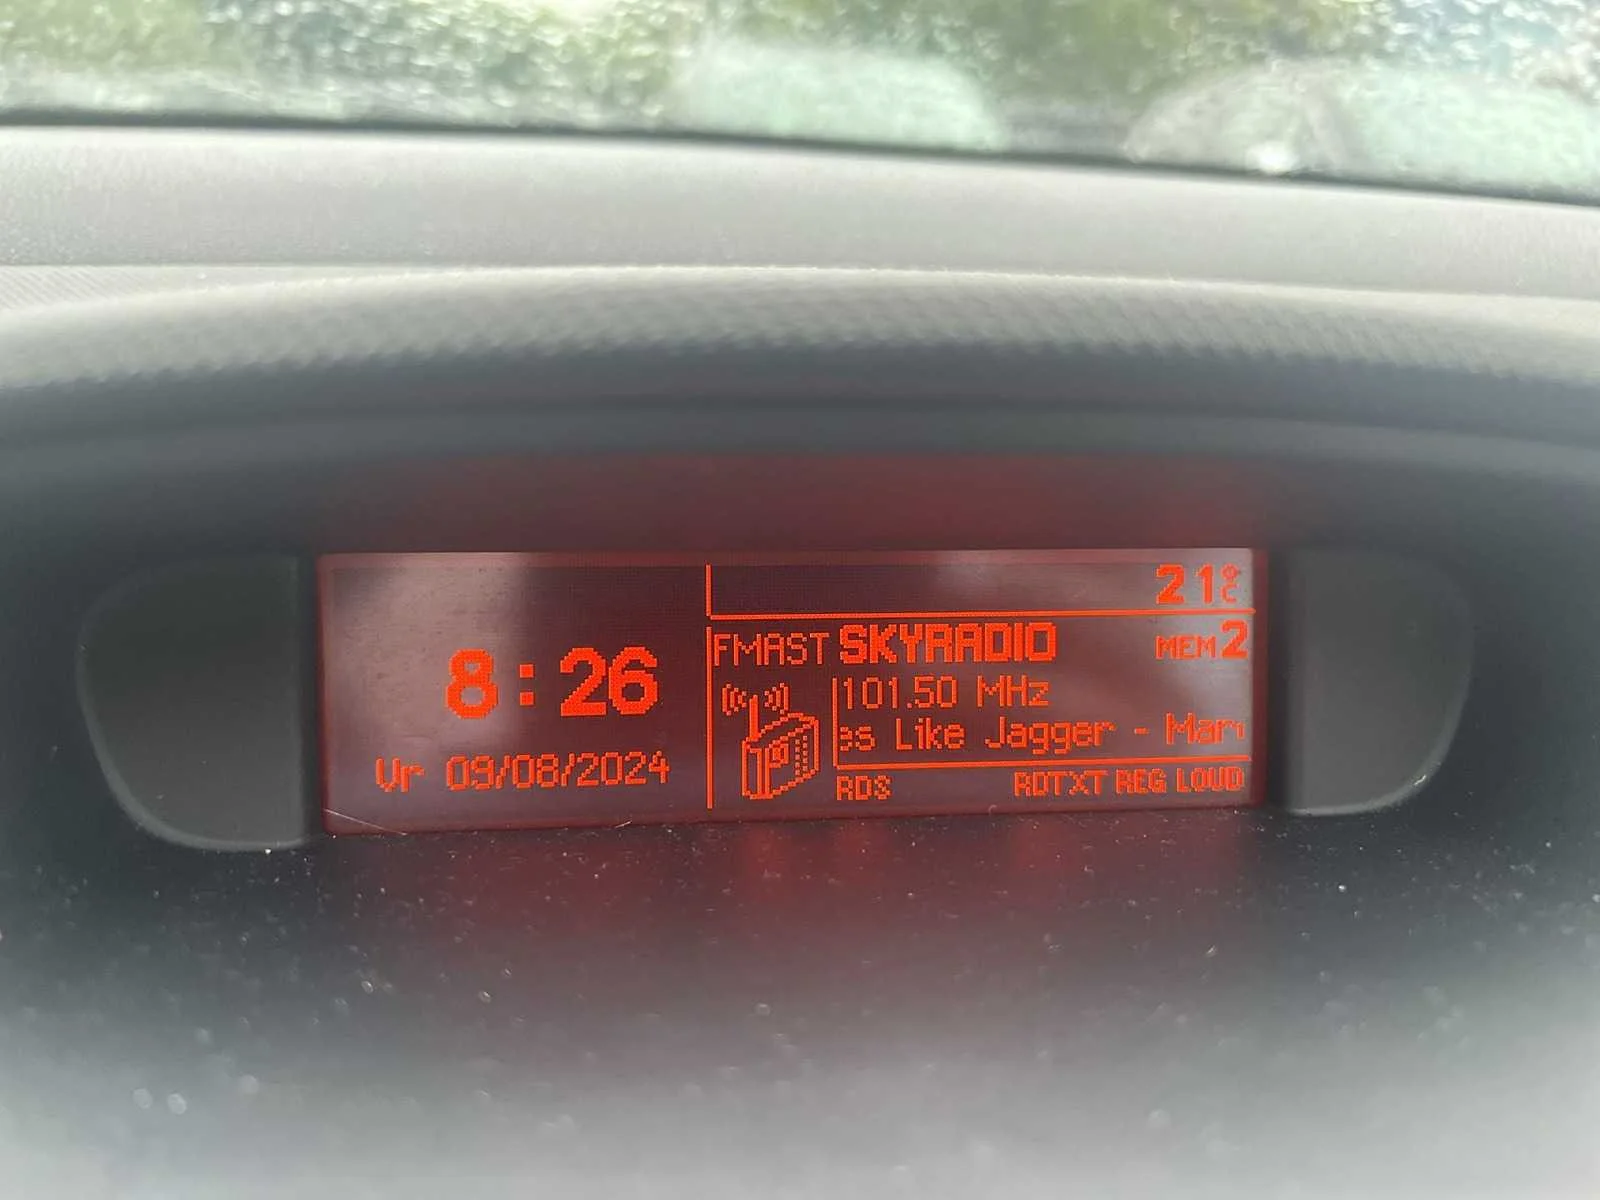 21°C
FMAST SKYRADIO MEM 2
8:26
101.50 MHz
es Like Jagger - Mar
Vr 09/08/2024
RDS RDTXT REG LOUD